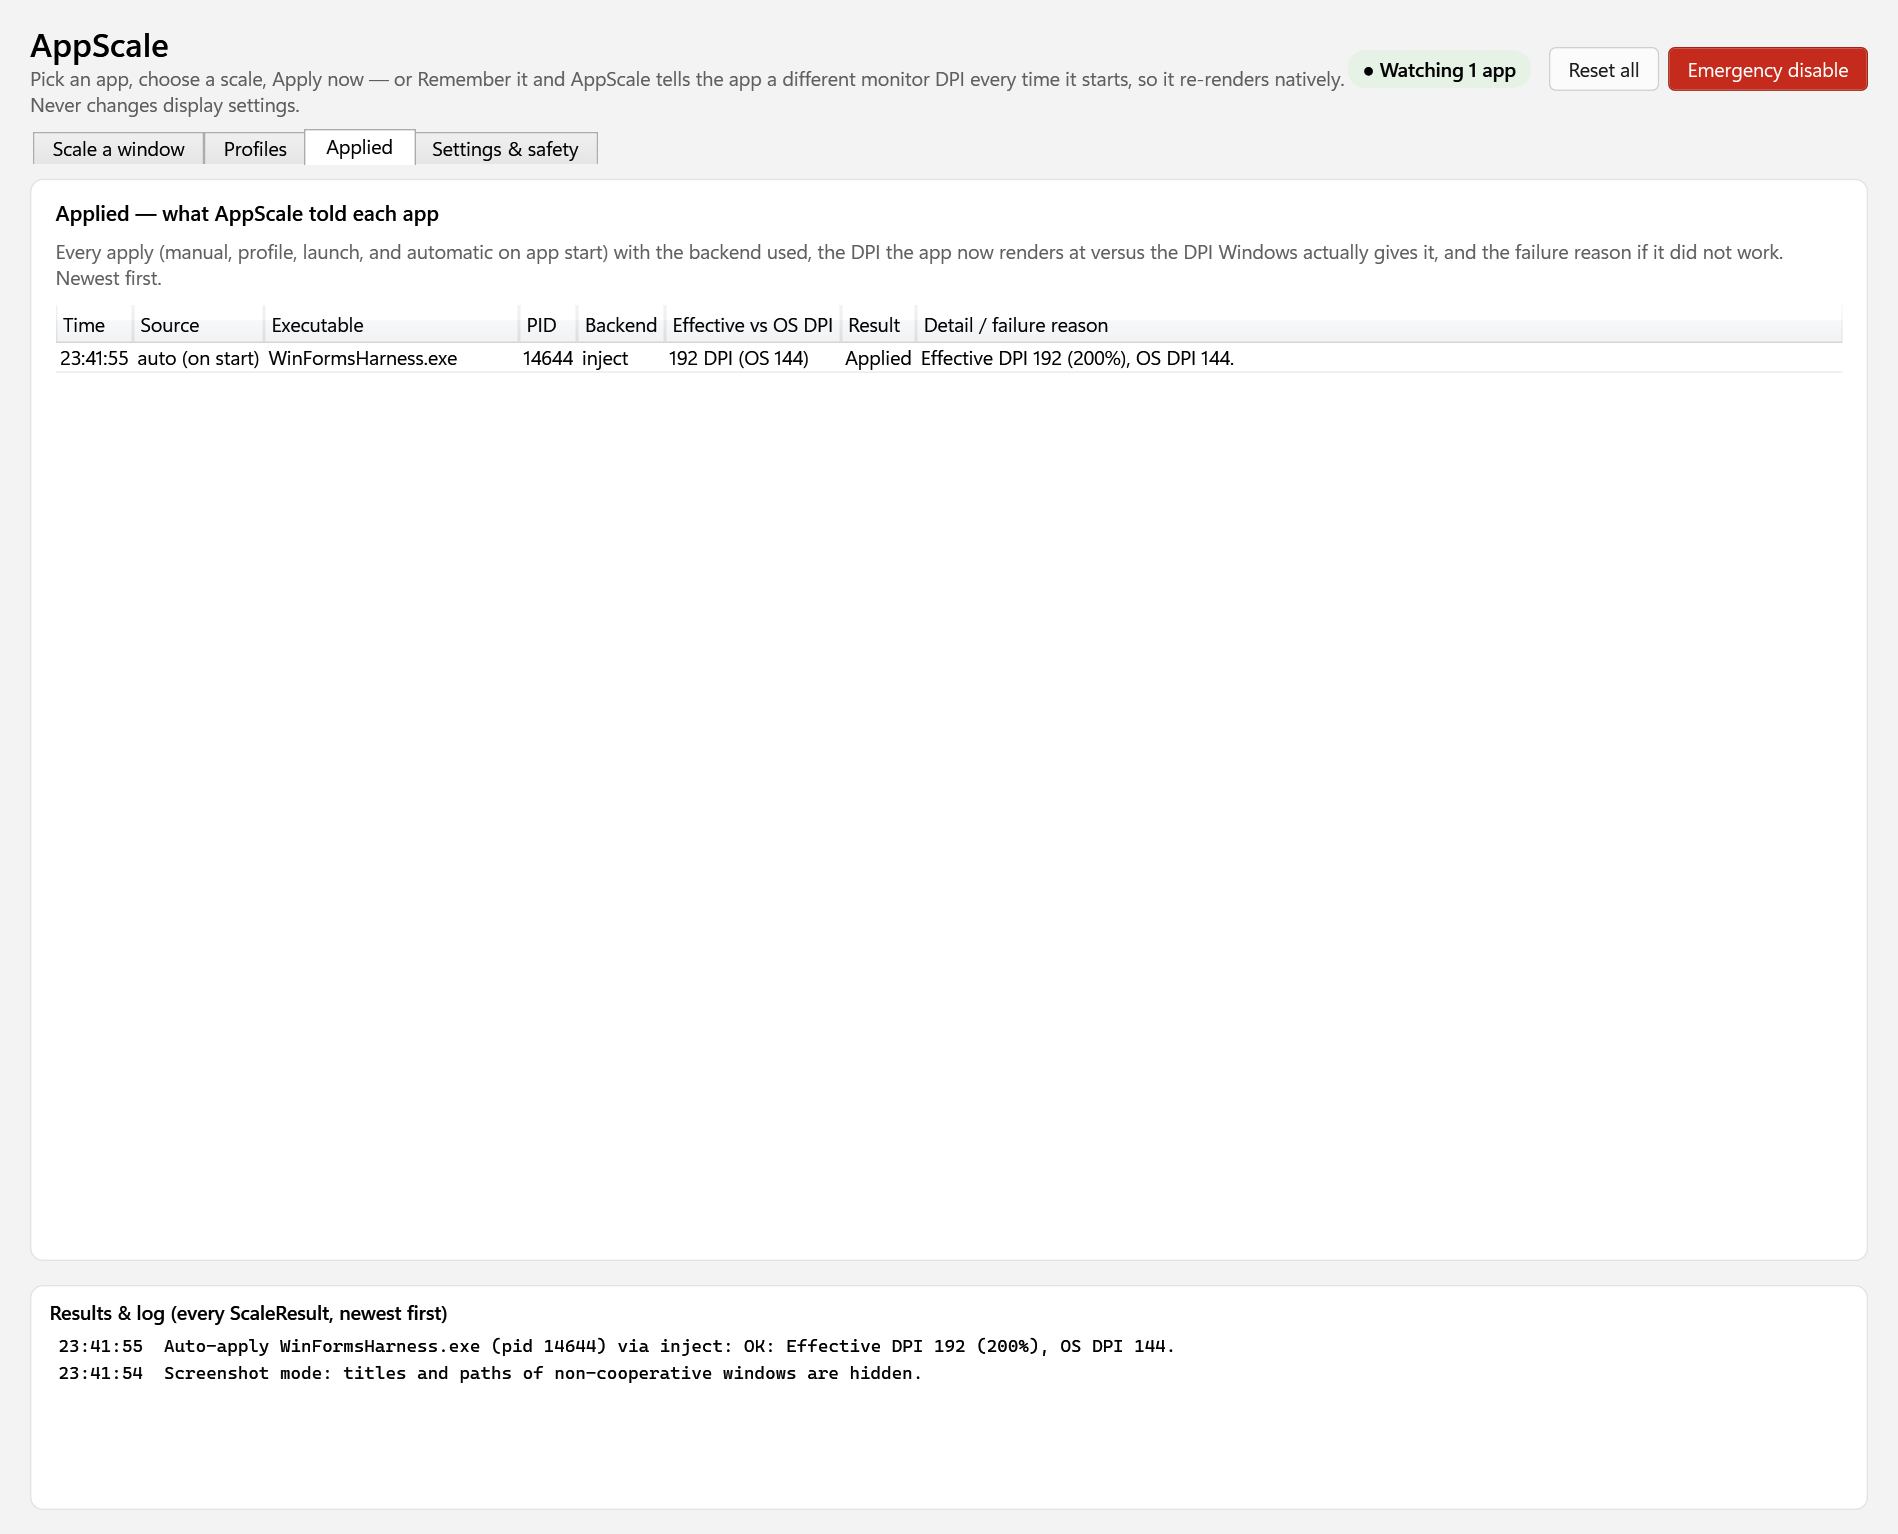 AppScale
Pick an app, choose a scale, Apply now — or Remember it and AppScale tells the app a different monitor DPI every time it starts, so it re-renders natively.
Never changes display settings.
● Watching 1 app
Reset all
Emergency disable
Scale a window
Profiles
Applied
Settings & safety
Applied — what AppScale told each app
Every apply (manual, profile, launch, and automatic on app start) with the backend used, the DPI the app now renders at versus the DPI Windows actually gives it, and the failure reason if it did not work.
Newest first.
Time Source Executable PID Backend Effective vs OS DPI Result Detail / failure reason
23:41:55 auto (on start) WinFormsHarness.exe 14644 inject 192 DPI (OS 144) Applied Effective DPI 192 (200%), OS DPI 144.
Results & log (every ScaleResult, newest first)
23:41:55 Auto-apply WinFormsHarness.exe (pid 14644) via inject: OK: Effective DPI 192 (200%), OS DPI 144.
23:41:54 Screenshot mode: titles and paths of non-cooperative windows are hidden.